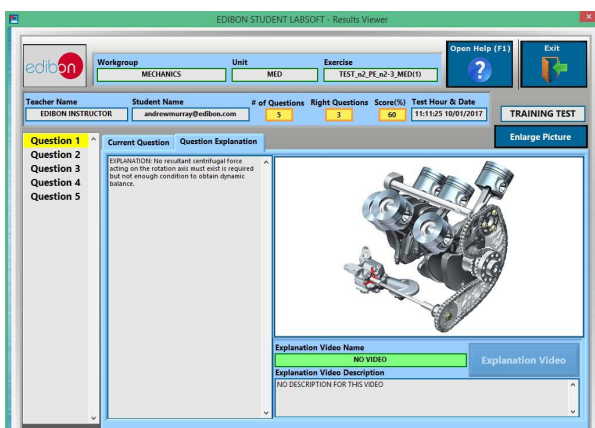 EDIBON STUDENT LABSOFT - Results Viewer
edibon
Workgroup
MECHANICS
Unit
MED
Exercise
TEST_n2_PE_n2-3_MED(1)
Open Help (F1)
?
Exit
Teacher Name
EDIBON INSTRUCTOR
Student Name
andrewmurray@edibon.com
# of Questions
5
Right Questions
3
Score(%)
60
Test Hour & Date
11:11:25 10/01/2017
TRAINING TEST
Enlarge Picture
Question 1
Question 2
Question 3
Question 4
Question 5
Current Question
Question Explanation
EXPLANATION: No resultant centrifugal force
acting on the rotation axis must exist is required
but not enough condition to obtain dynamic
balance.
Explanation Video Name
NO VIDEO
Explanation Video
Explanation Video Description
NO DESCRIPTION FOR THIS VIDEO